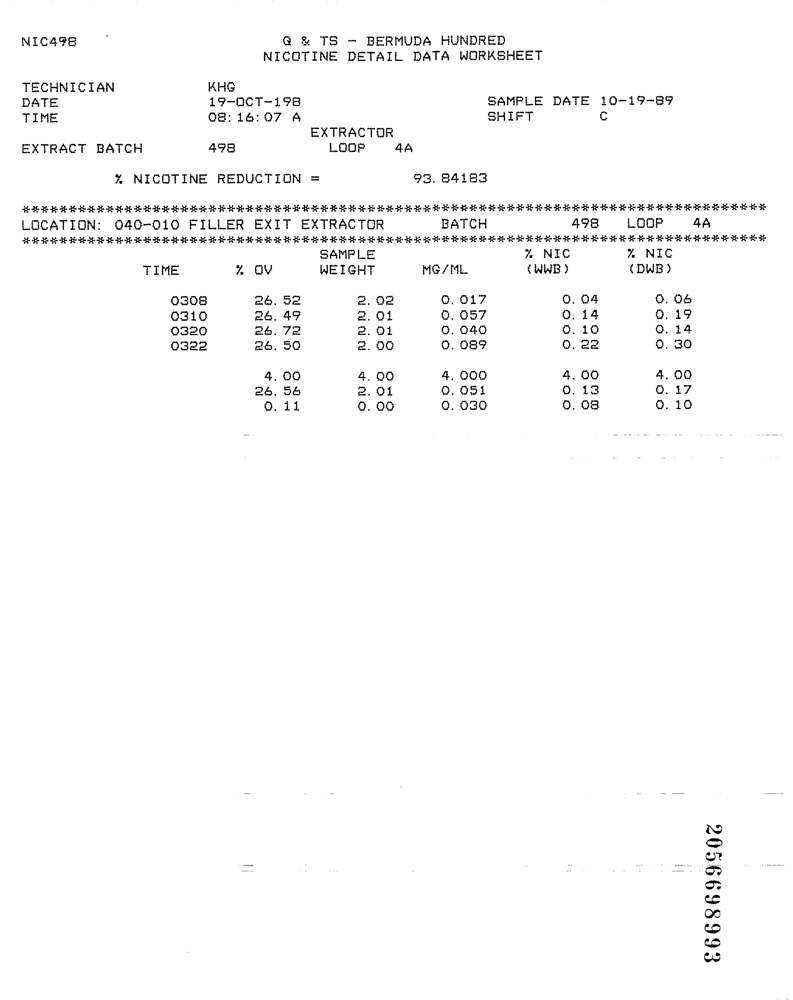 NIC498 G & TS - BERMUDA HUNDRED
NICOTINE DETAIL DATA WORKSHEET
TECHNICIAN KHG
DATE 19-OCT-198 SAMPLE DATE 10-19-89
TIME 08:16:07 A SHIFT C
EXTRACTOR
EXTRACT BATCH 498 LOOP 4A
% NICOTINE REDUCTION = 93.84183
********************************************************************************
LOCATION: 040-010 FILLER EXIT EXTRACTOR BATCH 498 LOOP 4A
********************************************************************************
SAMPLE % NIC % NIC
TIME % OV WEIGHT MG/ML (WWB) (DWB)
0308 26.52 2.02 0.017 0.04 0.06
0310 26.49 2.01 0.057 0.14 0.19
0320 26.72 2.01 0.040 0.10 0.14
0322 26.50 2.00 0.089 0.22 0.30
4.00 4.00 4.000 4.00 4.00
26.56 2.01 0.051 0.13 0.17
0.11 0.00 0.030 0.08 0.10
2056698993